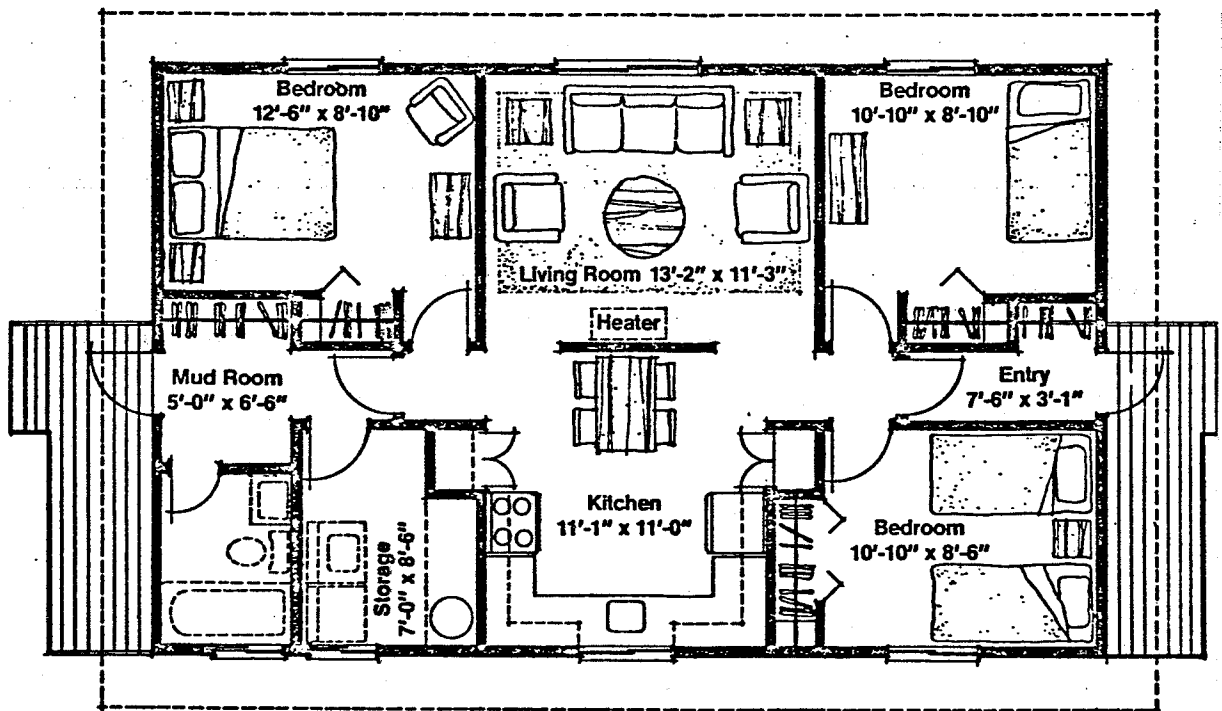 Bedroom
12'-6" x 8'-10"
Bedroom
10'-10" x 8'-10"
Living Room 13'-2" x 11'-3"
Heater
Mud Room
5'-0" x 6'-6"
Entry
7'-6" x 3'-1"
Kitchen
11'-1" x 11'-0"
Storage
7'-0" x 8'-6"
Bedroom
10'-10" x 8'-6"